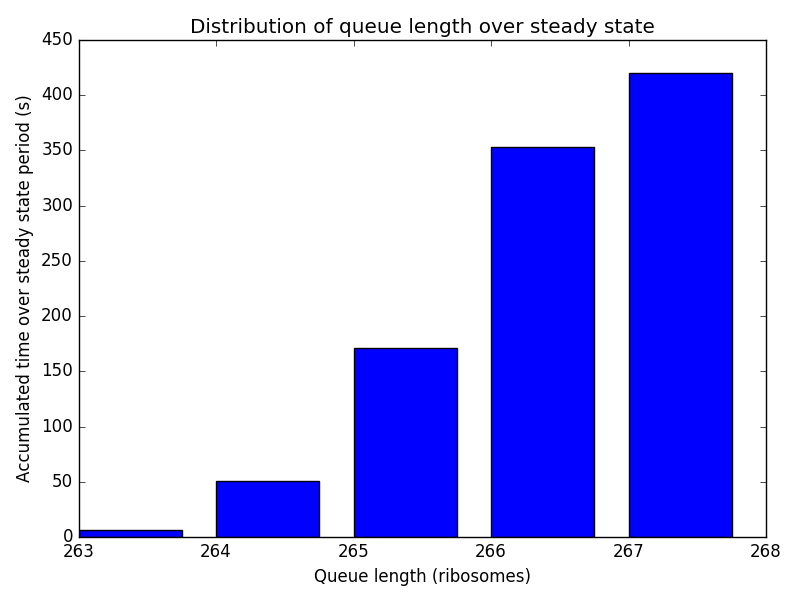 Distribution of queue length over steady state
Accumulated time over steady state period (s)
450
400
350
300
250
200
150
100
50
0
263 264 265 266 267 268
Queue length (ribosomes)